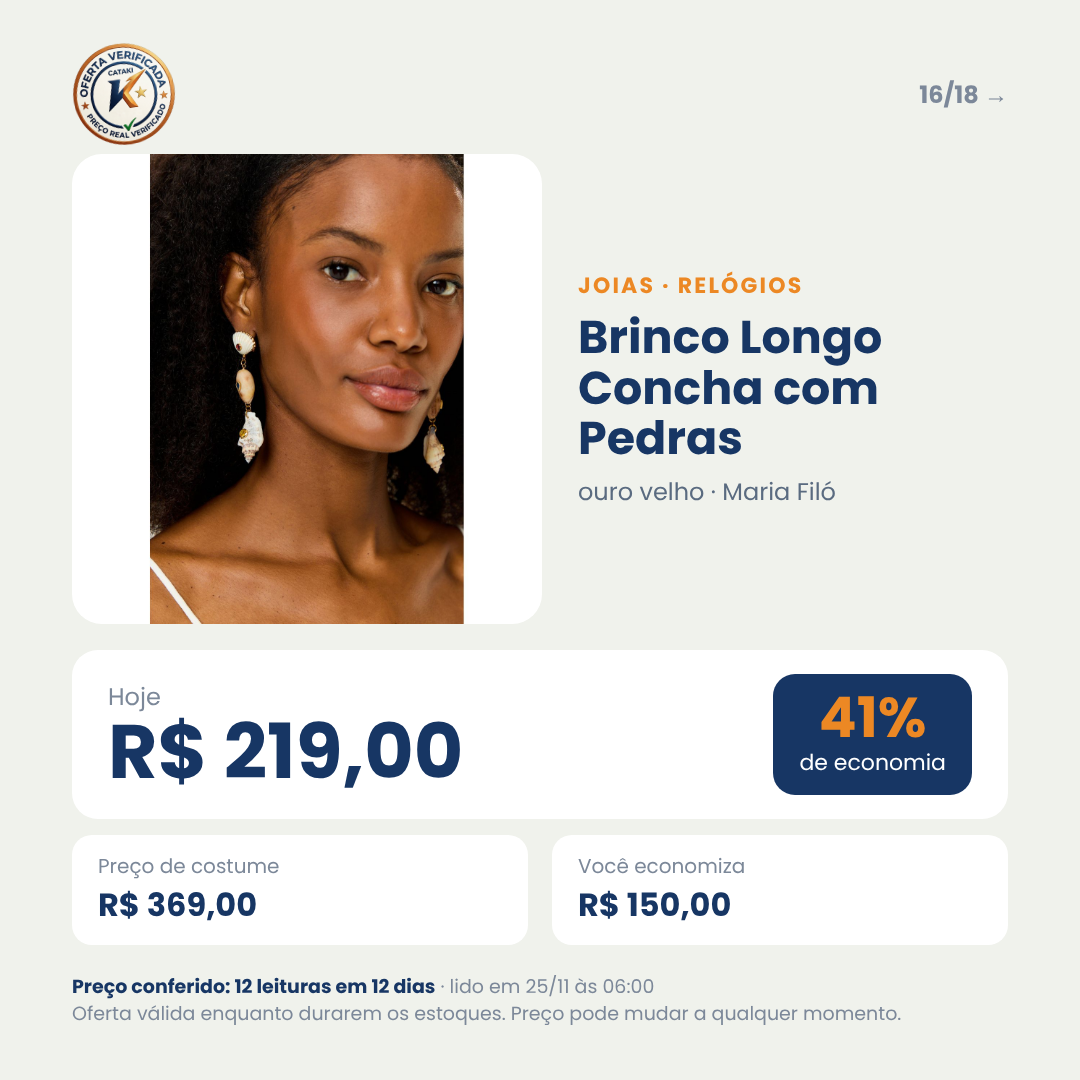 OFERTA VERIFICADA
CATAKI
K
PREÇO REAL VERIFICADO
16/18 →
JOIAS · RELÓGIOS
Brinco Longo
Concha com
Pedras
ouro velho · Maria Filó
Hoje
R$ 219,00
41%
de economia
Preço de costume
R$ 369,00
Você economiza
R$ 150,00
Preço conferido: 12 leituras em 12 dias · lido em 25/11 às 06:00
Oferta válida enquanto durarem os estoques. Preço pode mudar a qualquer momento.